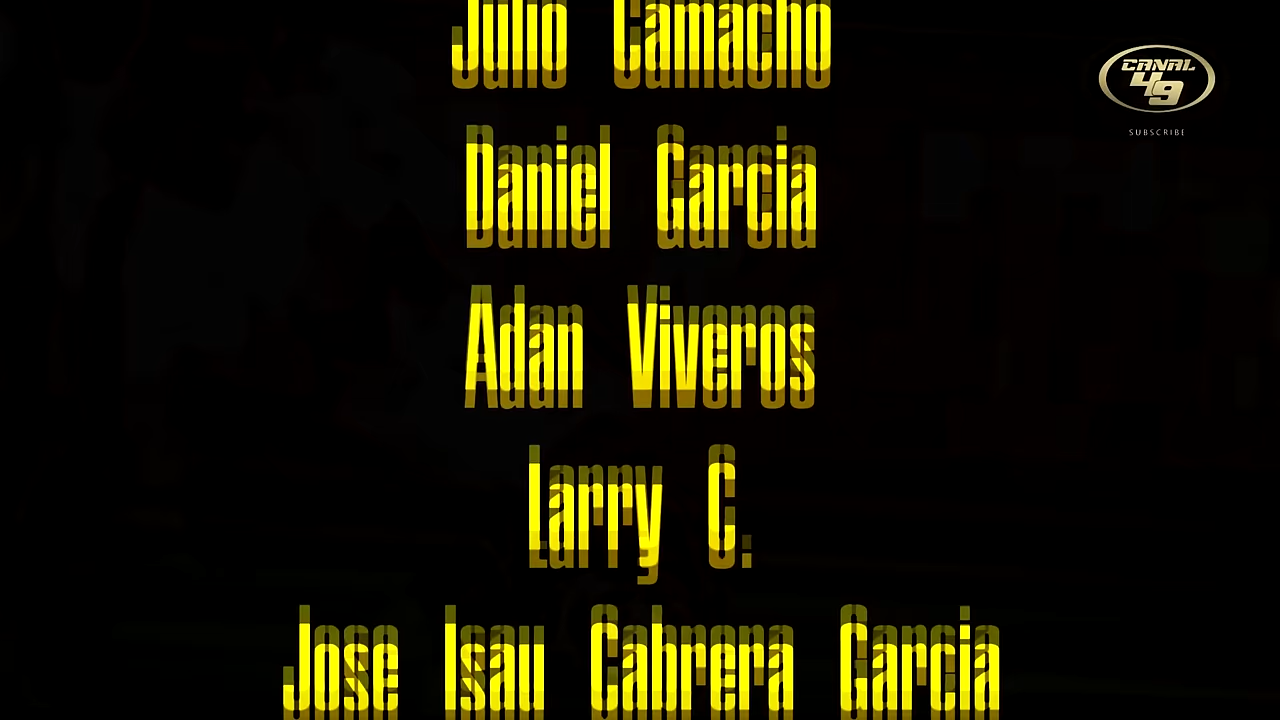 Julio Camacho
CANAL
49
SUBSCRIBE
Daniel Garcia
Adan Viveros
Larry C.
Jose Isau Cabrera Garcia